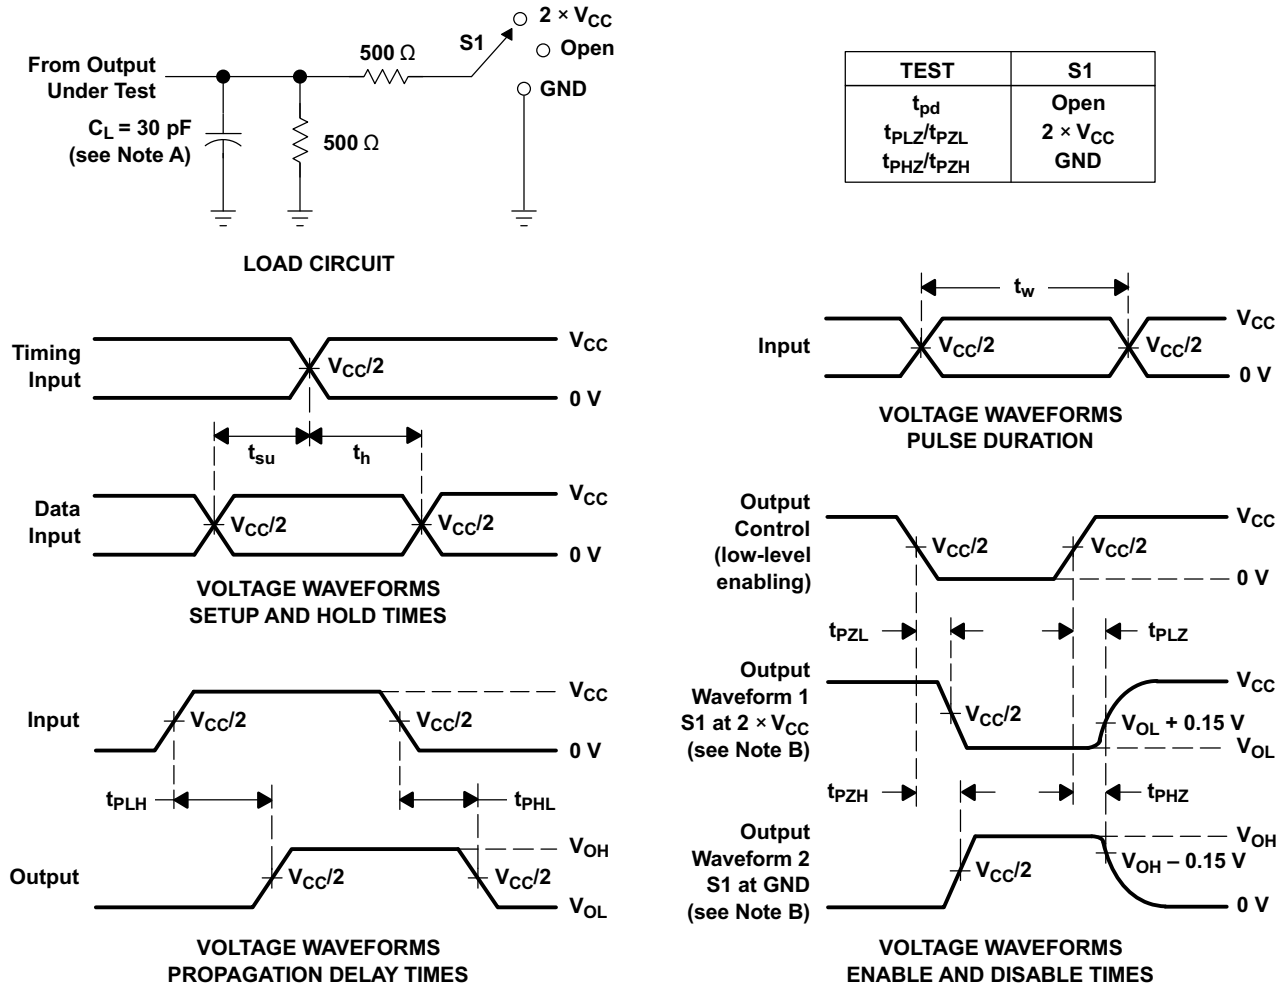 2 × VCC
S1
Open
500 Ω
From Output
Under Test
GND
CL = 30 pF
(see Note A)
500 Ω
LOAD CIRCUIT
TEST S1
tpd Open
tPLZ/tPZL 2 × VCC
tPHZ/tPZH GND
Timing
Input
VCC
VCC/2
0 V
tsu
th
Data
Input
VCC
VCC/2
VCC/2
0 V
VOLTAGE WAVEFORMS
SETUP AND HOLD TIMES
tw
Input
VCC
VCC/2
VCC/2
0 V
VOLTAGE WAVEFORMS
PULSE DURATION
Input
VCC
VCC/2
VCC/2
0 V
tPLH
tPHL
Output
VOH
VCC/2
VCC/2
VOL
VOLTAGE WAVEFORMS
PROPAGATION DELAY TIMES
Output
Control
(low-level
enabling)
VCC
VCC/2
VCC/2
0 V
tPZL
tPLZ
Output
Waveform 1
S1 at 2 × VCC
(see Note B)
VCC
VCC/2
VOL + 0.15 V
VOL
tPZH
tPHZ
Output
Waveform 2
S1 at GND
(see Note B)
VOH
VCC/2
VOH – 0.15 V
0 V
VOLTAGE WAVEFORMS
ENABLE AND DISABLE TIMES